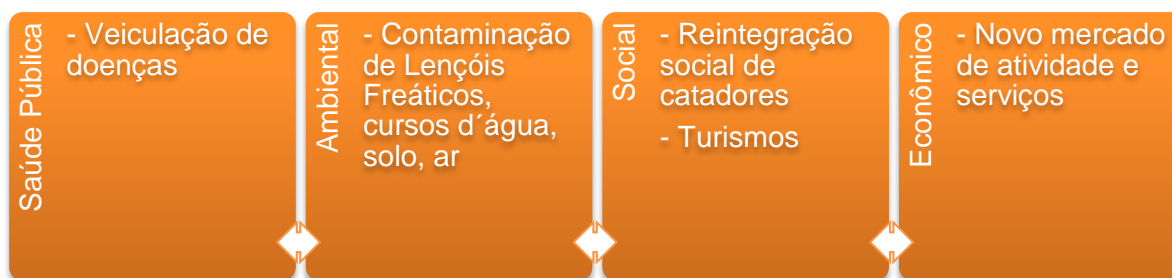 Saúde Pública
- Veiculação de
doenças
Ambiental
- Contaminação
de Lençóis
Freáticos,
cursos d´água,
solo, ar
Social
- Reintegração
social de
catadores
- Turismos
Econômico
- Novo mercado
de atividade e
serviços